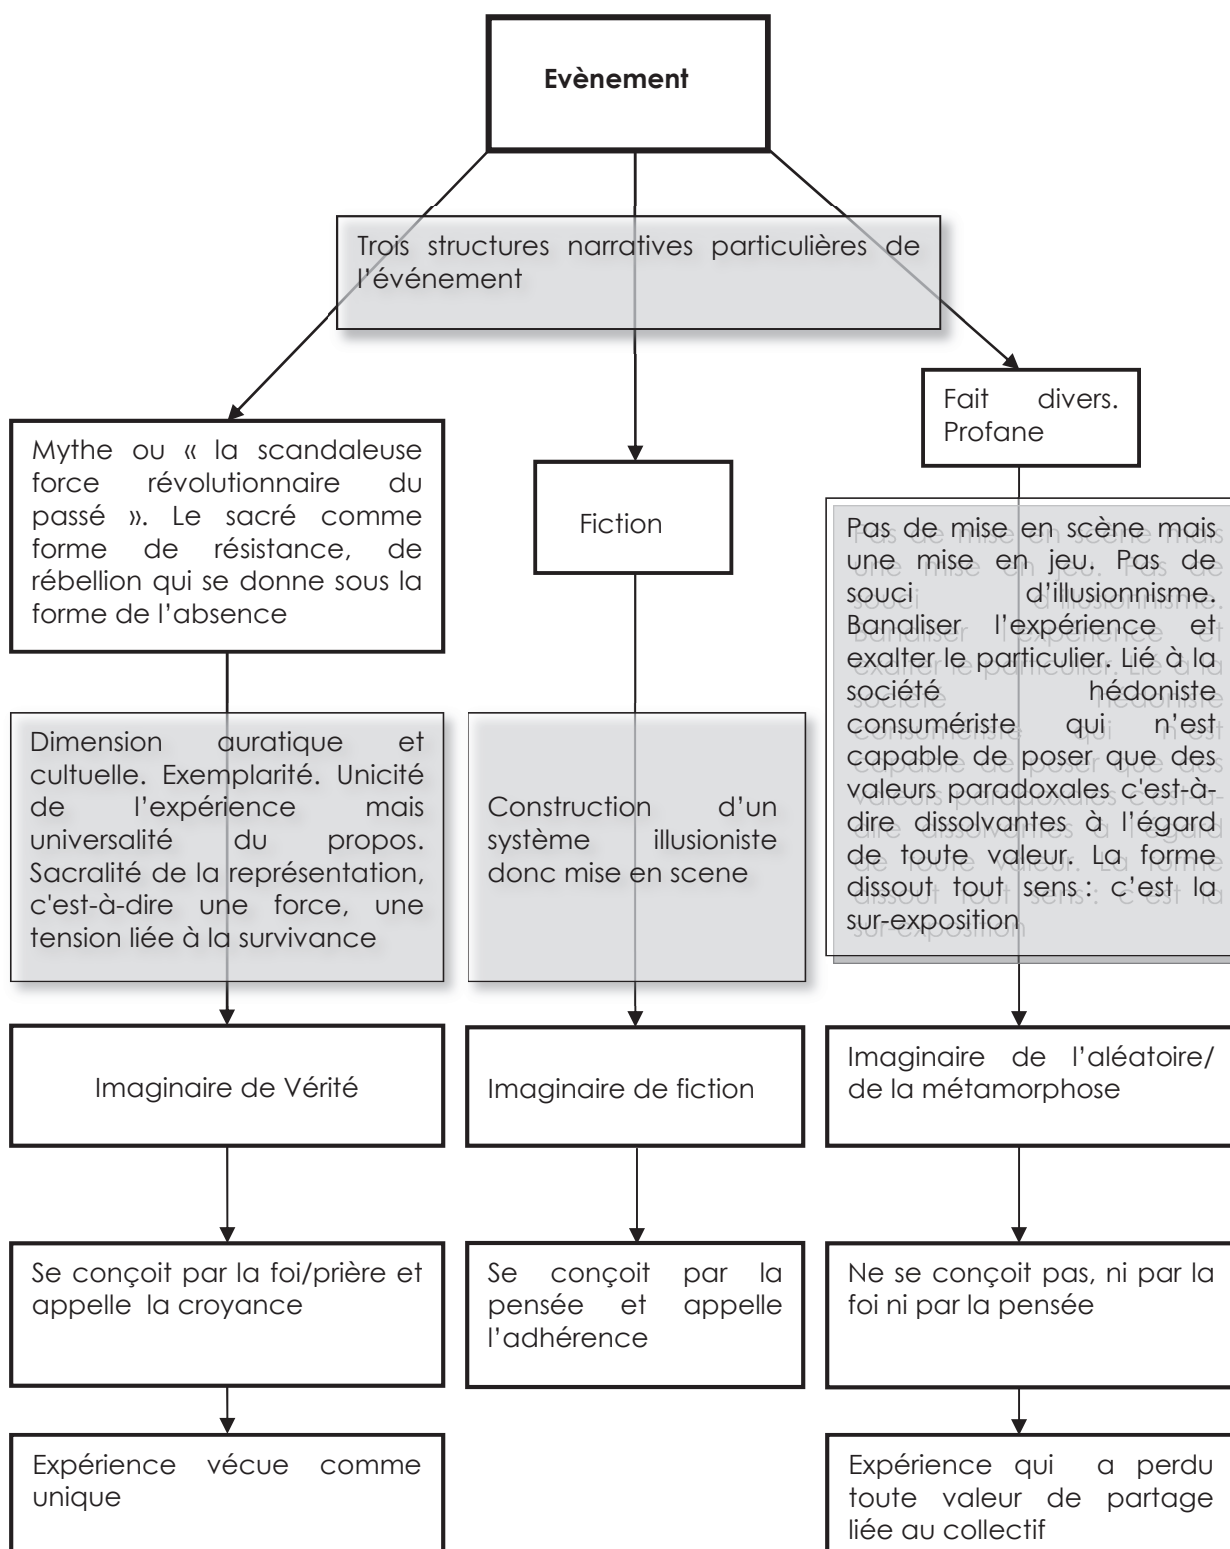 Evènement
Trois structures narratives particulières de
l'événement
Mythe ou « la scandaleuse
force révolutionnaire du
passé ». Le sacré comme
forme de résistance, de
rébellion qui se donne sous la
forme de l'absence
Fiction
Fait divers.
Profane
Dimension auratique et
cultuelle. Exemplarité. Unicité
de l'expérience mais
universalité du propos.
Sacralité de la représentation,
c'est-à-dire une force, une
tension liée à la survivance
Construction d'un
système illusioniste
donc mise en scene
Pas de mise en scène mais
une mise en jeu. Pas de
souci d'illusionnisme.
Banaliser l'expérience et
exalter le particulier. Lié à la
société hédoniste
consumériste qui n'est
capable de poser que des
valeurs paradoxales c'est-à-
dire dissolvantes à l'égard
de toute valeur. La forme
dissout tout sens : c'est la
sur-exposition
Imaginaire de Vérité
Imaginaire de fiction
Imaginaire de l'aléatoire/
de la métamorphose
Se conçoit par la foi/prière et
appelle la croyance
Se conçoit par la
pensée et appelle
l'adhérence
Ne se conçoit pas, ni par la
foi ni par la pensée
Expérience vécue comme
unique
Expérience qui a perdu
toute valeur de partage
liée au collectif